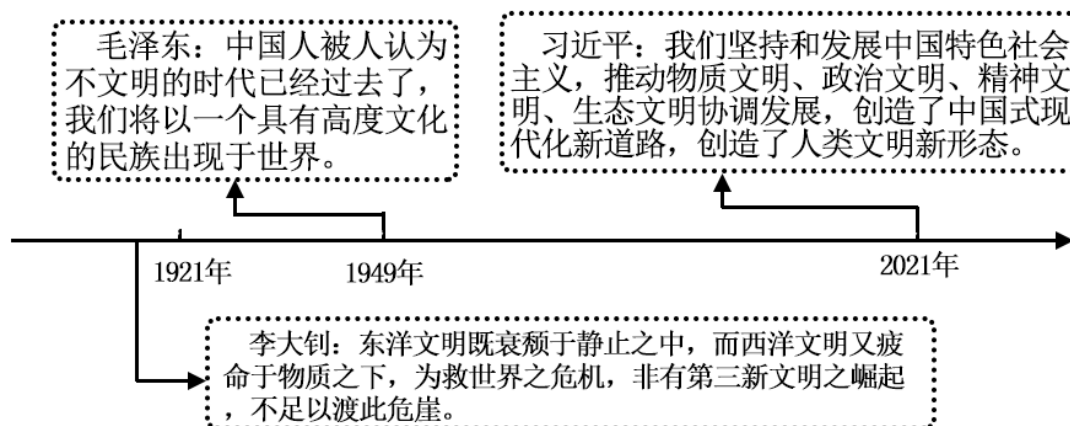 毛泽东：中国人被人认为
不文明的时代已经过去了，
我们将以一个具有高度文化
的民族出现于世界。
习近平：我们坚持和发展中国特色社会
主义，推动物质文明、政治文明、精神文
明、生态文明协调发展，创造了中国式现
代化新道路，创造了人类文明新形态。
1921年
1949年
2021年
李大钊：东洋文明既衰颓于静止之中，而西洋文明又疲
命于物质之下，为救世界之危机，非有第三新文明之崛起
，不足以渡此危崖。